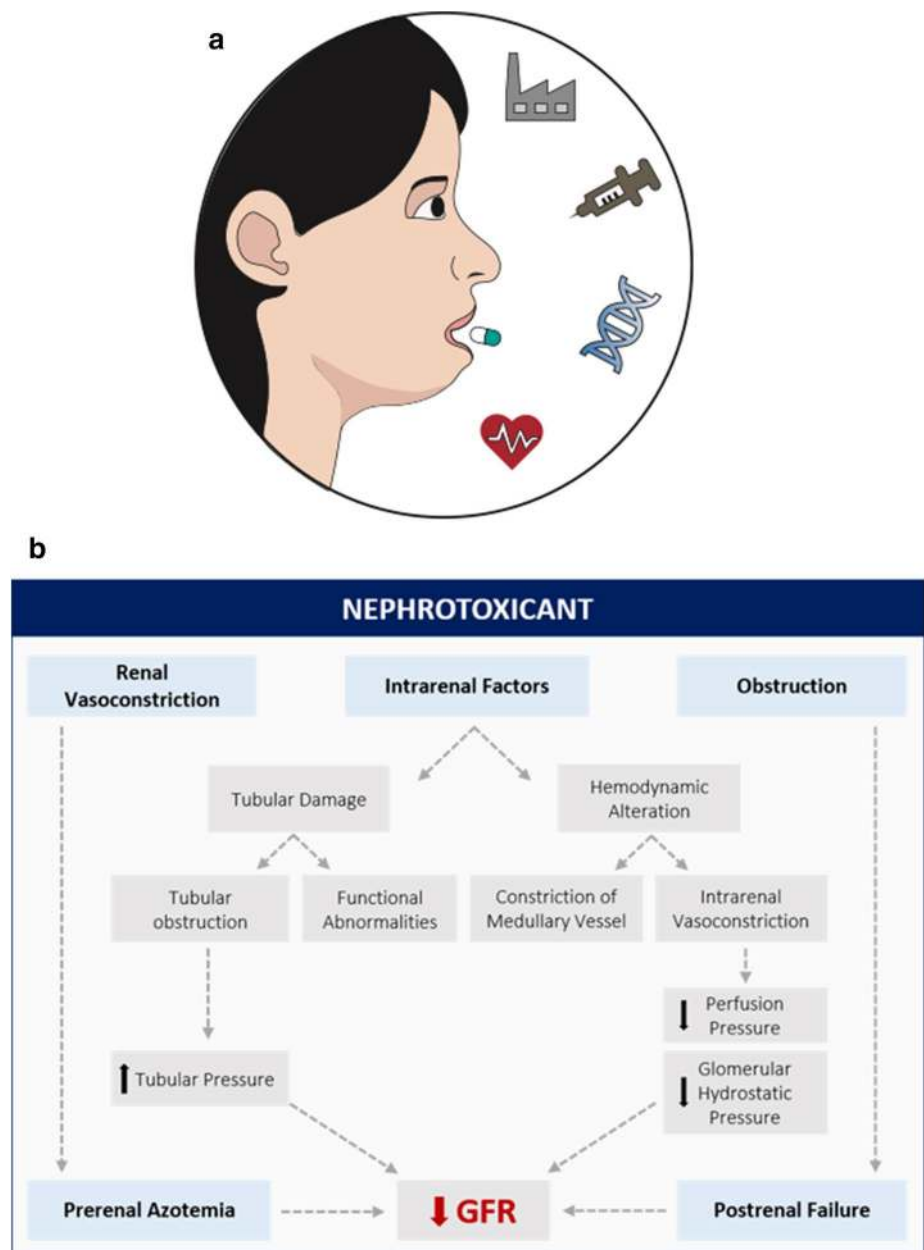 a
b
NEPHROTOXICANT
Renal
Vasoconstriction
Intrarenal Factors
Obstruction
Tubular Damage
Hemodynamic
Alteration
Tubular
obstruction
Functional
Abnormalities
Constriction of
Medullary Vessel
Intrarenal
Vasoconstriction
Perfusion
Pressure
Tubular Pressure
Glomerular
Hydrostatic
Pressure
Prerenal Azotemia
GFR
Postrenal Failure